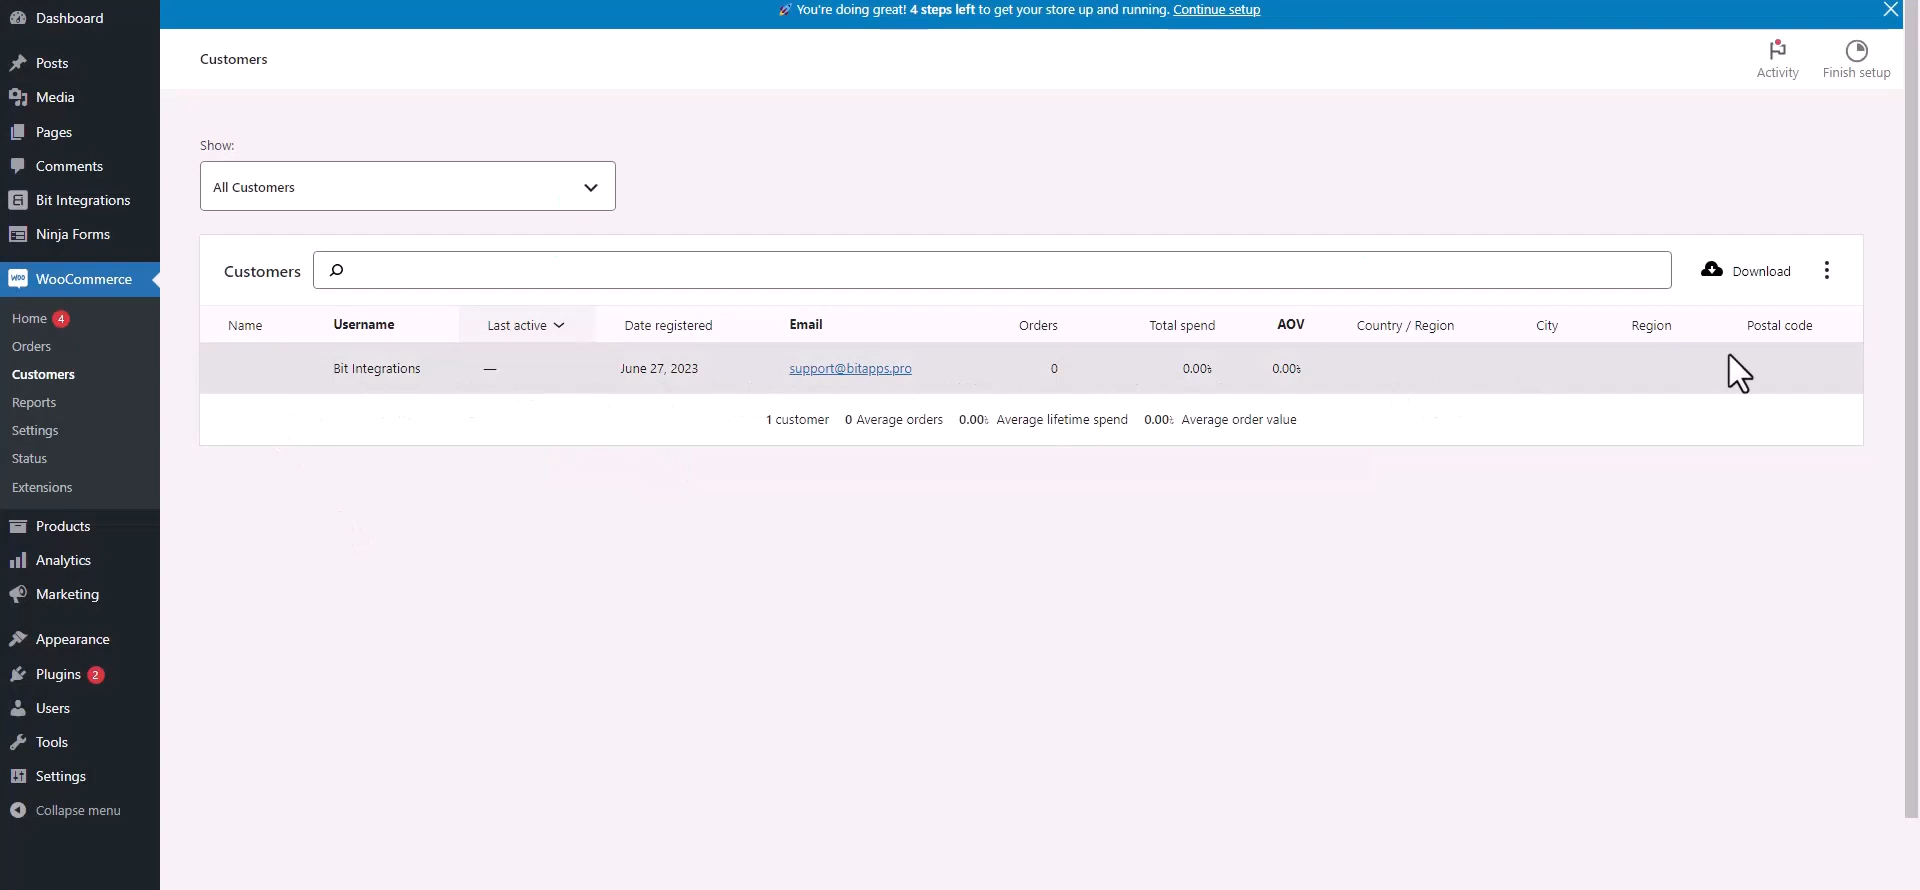 🚀 You're doing great! 4 steps left to get your store up and running. Continue setup
Customers
Activity
Finish setup
Dashboard
Posts
Media
Pages
Comments
Bit Integrations
Ninja Forms
WooCommerce
Home 4
Orders
Customers
Reports
Settings
Status
Extensions
Products
Analytics
Marketing
Appearance
Plugins 2
Users
Tools
Settings
Collapse menu
Show:
All Customers
Customers
Download
Name Username Last active Date registered Email Orders Total spend AOV Country / Region City Region Postal code
Bit Integrations — June 27, 2023 support@bitapps.pro 0 0.00৳ 0.00৳
1 customer 0 Average orders 0.00৳ Average lifetime spend 0.00৳ Average order value